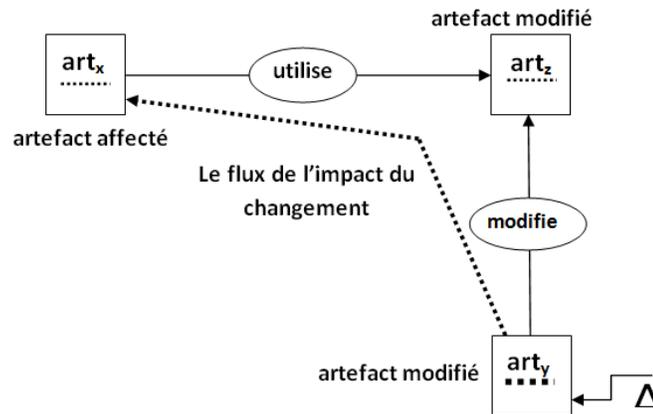 artefact modifié
artx
utilise
artz
artefact affecté
Le flux de l'impact du
changement
modifie
arty
artefact modifié
Δ